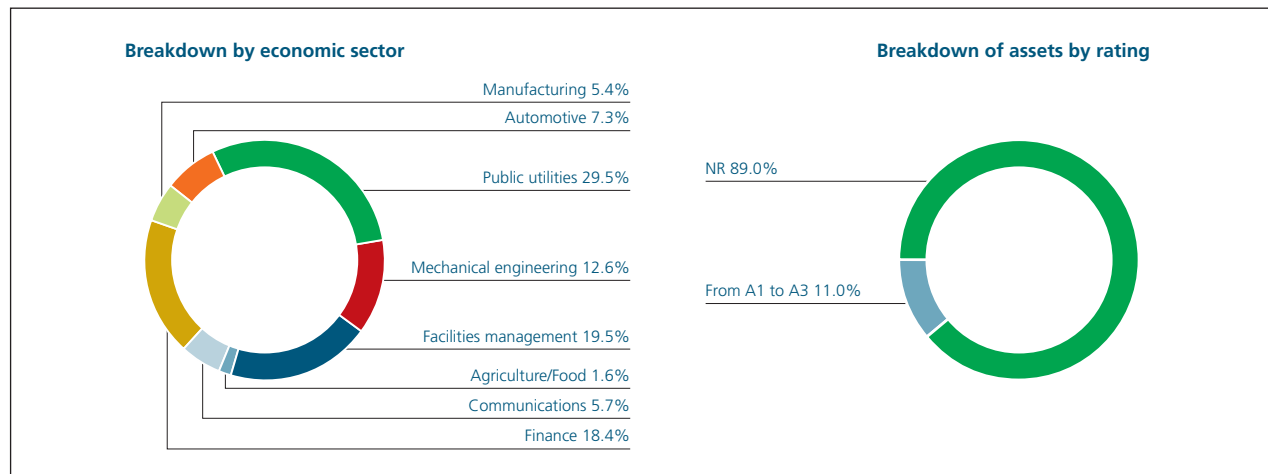 Breakdown by economic sector
Manufacturing 5.4%
Automotive 7.3%
Public utilities 29.5%
Mechanical engineering 12.6%
Facilities management 19.5%
Agriculture/Food 1.6%
Communications 5.7%
Finance 18.4%
Breakdown of assets by rating
NR 89.0%
From A1 to A3 11.0%